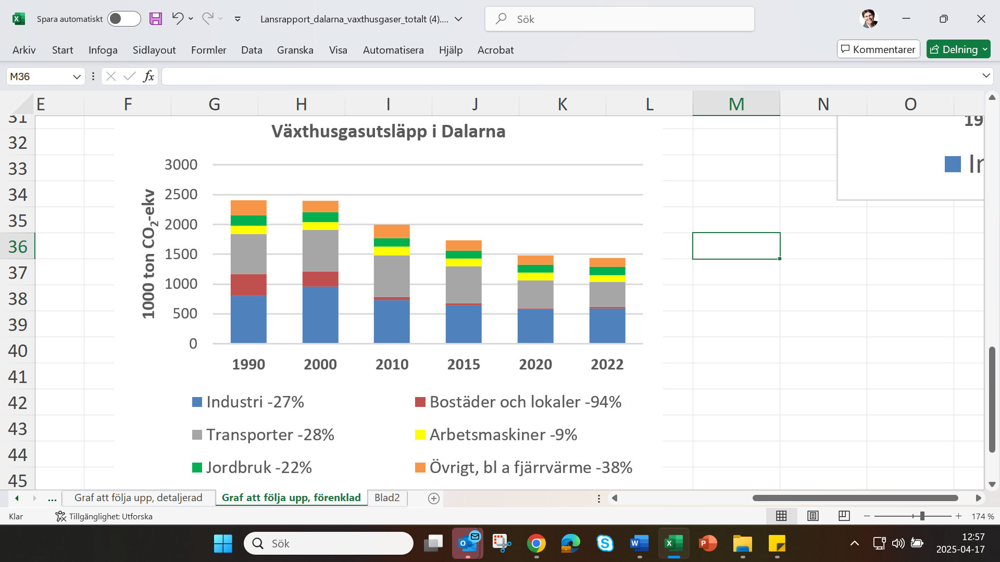 Spara automatiskt
Lansrapport_dalarna_vaxthusgaser_totalt (4)....
Sök
Arkiv Start Infoga Sidlayout Formler Data Granska Visa Automatisera Hjälp Acrobat
Kommentarer Delning
M36
fx
E F G H I J K L M N O
31
32
33
34
35
36
37
38
39
40
41
42
43
44
45
Växthusgasutsläpp i Dalarna
1000 ton CO₂-ekv
3000
2500
2000
1500
1000
500
0
1990 2000 2010 2015 2020 2022
Industri -27% Bostäder och lokaler -94%
Transporter -28% Arbetsmaskiner -9%
Jordbruk -22% Övrigt, bl a fjärrvärme -38%
19
In
... Graf att följa upp, detaljerad Graf att följa upp, förenklad Blad2
Klar Tillgänglighet: Utforska 174 %
Sök
12:57
2025-04-17